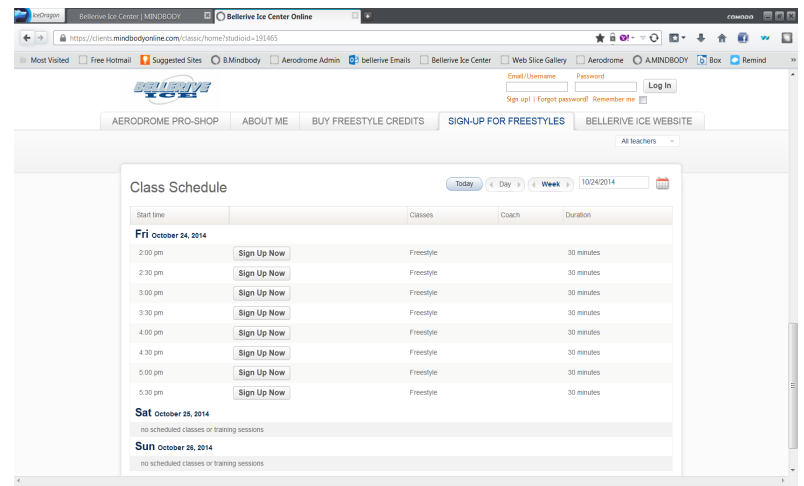 IceDragon Bellerive Ice Center | MINDBODY Bellerive Ice Center Online COMODO
https://clients.mindbodyonline.com/classic/home?studioid=191465
Most Visited Free Hotmail Suggested Sites B.Mindbody Aerodrome Admin bellerive Emails Bellerive Ice Center Web Slice Gallery Aerodrome A.MINDBODY Box Remind
BELLERIVE
ICE
Email/Username Password
Log In
Sign up! | Forgot password? Remember me
AERODROME PRO-SHOP ABOUT ME BUY FREESTYLE CREDITS SIGN-UP FOR FREESTYLES BELLERIVE ICE WEBSITE
All teachers
Class Schedule Today Day Week 10/24/2014
Start time Classes Coach Duration
Fri October 24, 2014
2:00 pm Sign Up Now Freestyle 30 minutes
2:30 pm Sign Up Now Freestyle 30 minutes
3:00 pm Sign Up Now Freestyle 30 minutes
3:30 pm Sign Up Now Freestyle 30 minutes
4:00 pm Sign Up Now Freestyle 30 minutes
4:30 pm Sign Up Now Freestyle 30 minutes
5:00 pm Sign Up Now Freestyle 30 minutes
5:30 pm Sign Up Now Freestyle 30 minutes
Sat October 25, 2014
no scheduled classes or training sessions
Sun October 26, 2014
no scheduled classes or training sessions